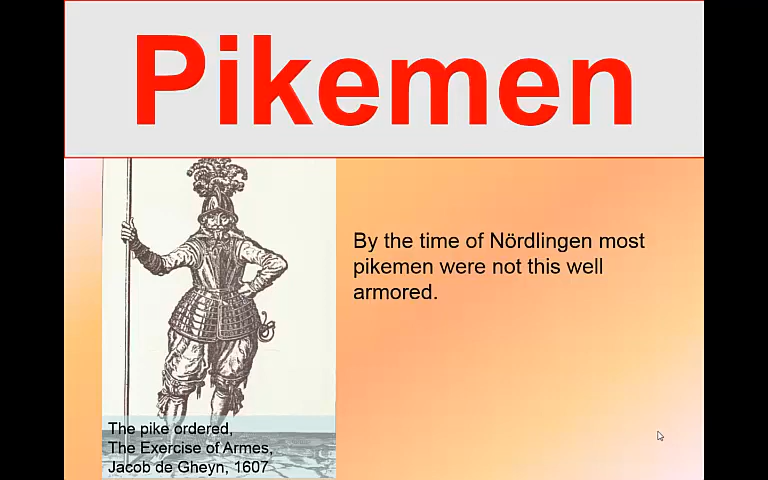 Pikemen
By the time of Nördlingen most
pikemen were not this well
armored.
The pike ordered,
The Exercise of Armes,
Jacob de Gheyn, 1607